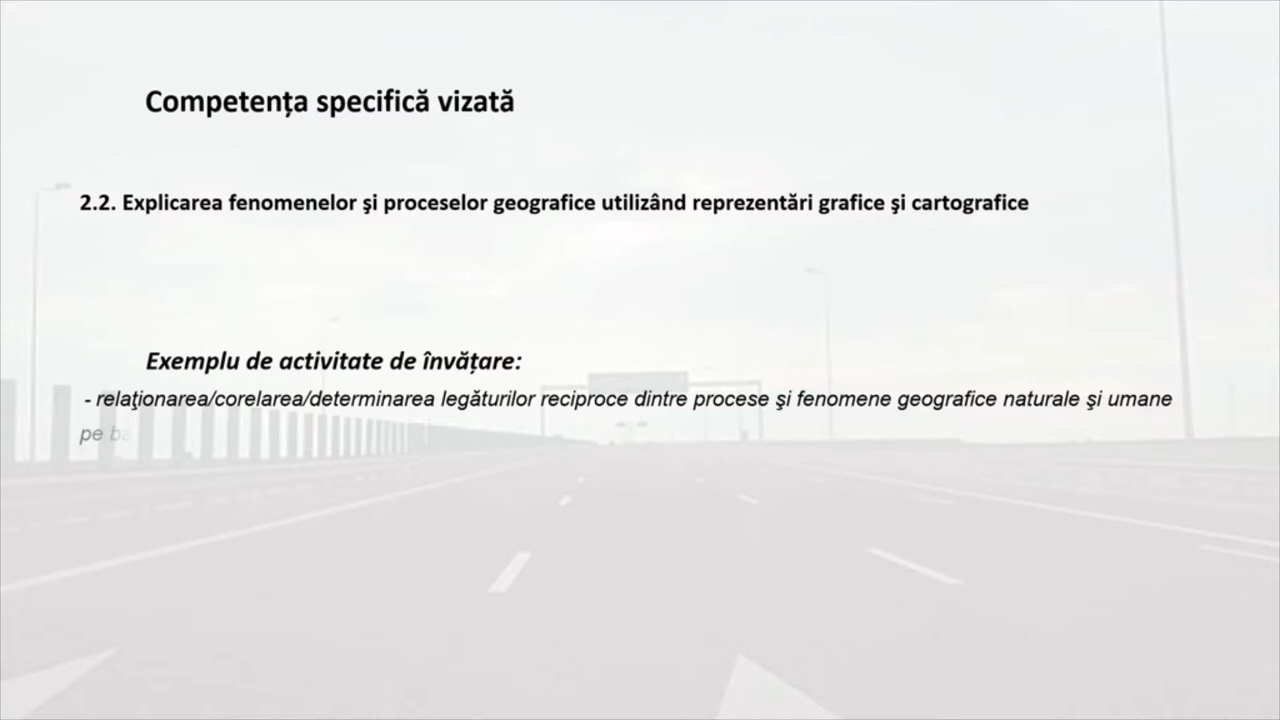 Competența specifică vizată
2.2. Explicarea fenomenelor şi proceselor geografice utilizând reprezentări grafice şi cartografice
Exemplu de activitate de învățare:
- relaţionarea/corelarea/determinarea legăturilor reciproce dintre procese şi fenomene geografice naturale şi umane
pe